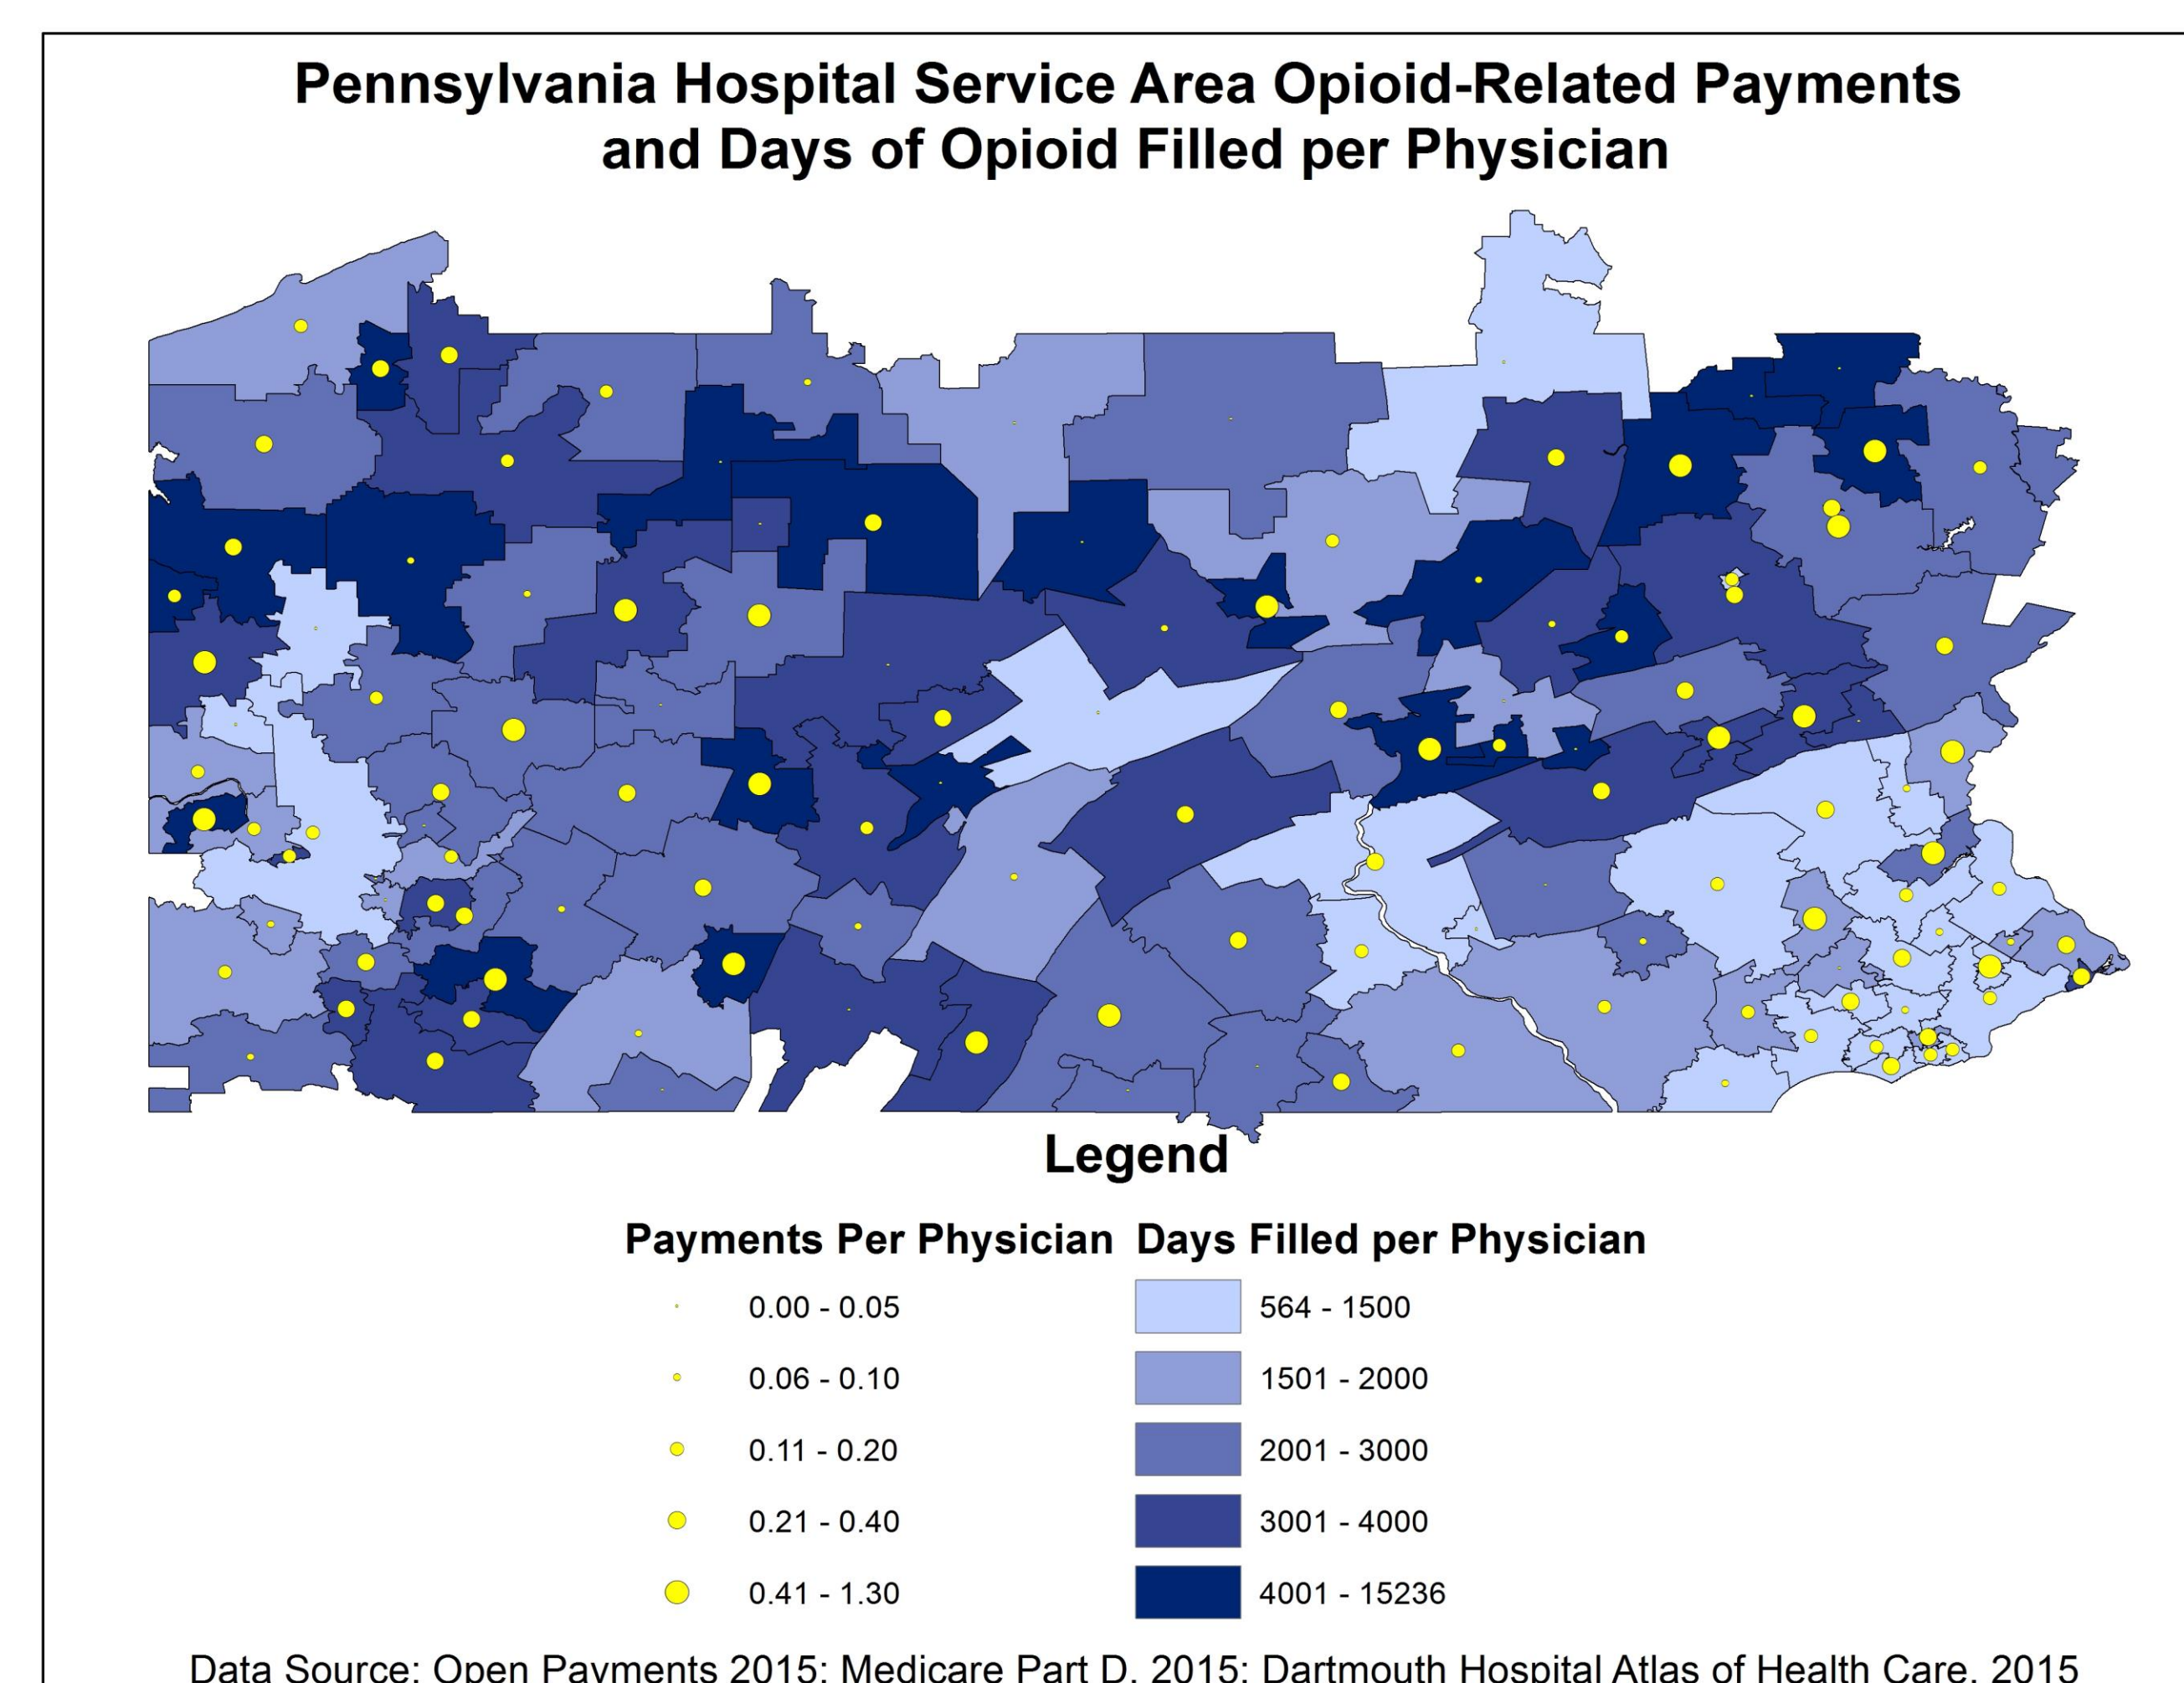 Pennsylvania Hospital Service Area Opioid-Related Payments
and Days of Opioid Filled per Physician
Legend
Payments Per Physician Days Filled per Physician
0.00 - 0.05 564 - 1500
0.06 - 0.10 1501 - 2000
0.11 - 0.20 2001 - 3000
0.21 - 0.40 3001 - 4000
0.41 - 1.30 4001 - 15236
Data Source: Open Payments 2015; Medicare Part D, 2015; Dartmouth Hospital Atlas of Health Care, 2015